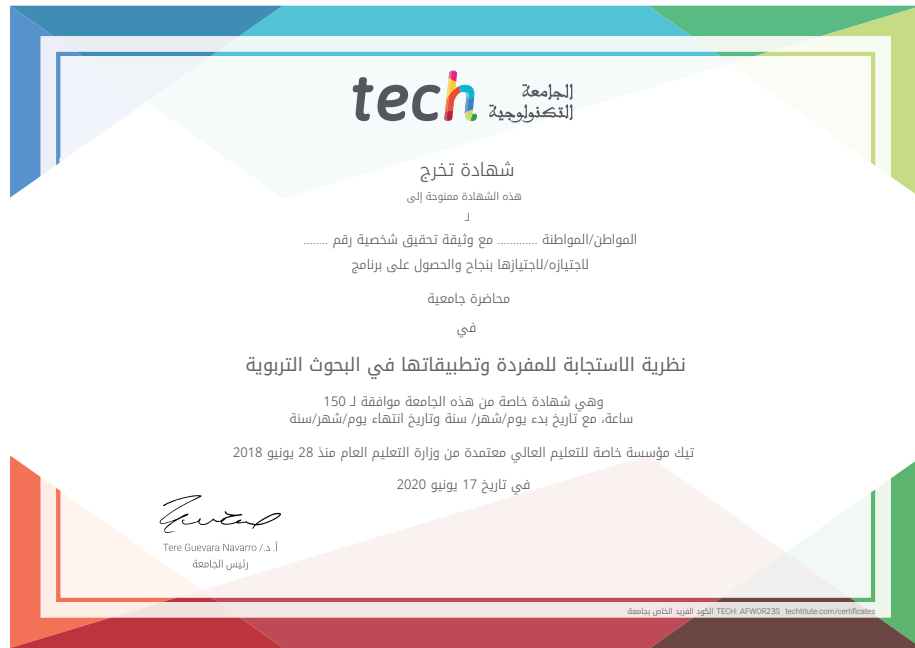 tech الجامعة
التكنولوجية
شهادة تخرج
هذه الشهادة ممنوحة إلى
لـ
المواطن/المواطنة ............ مع وثيقة تحقيق شخصية رقم ........
لاجتيازه/لاجتيازها بنجاح والحصول على برنامج
محاضرة جامعية
في
نظرية الاستجابة للمفردة وتطبيقاتها في البحوث التربوية
وهي شهادة خاصة من هذه الجامعة موافقة لـ 150
ساعة، مع تاريخ بدء يوم/شهر/ سنة وتاريخ انتهاء يوم/شهر/سنة
تيك مؤسسة خاصة للتعليم العالي معتمدة من وزارة التعليم العام منذ 28 يونيو 2018
في تاريخ 17 يونيو 2020
أ.د./ Tere Guevara Navarro
رئيس الجامعة
الكود الفريد الخاص بجامعة TECH: AFWOR23S techtitute.com/certificates